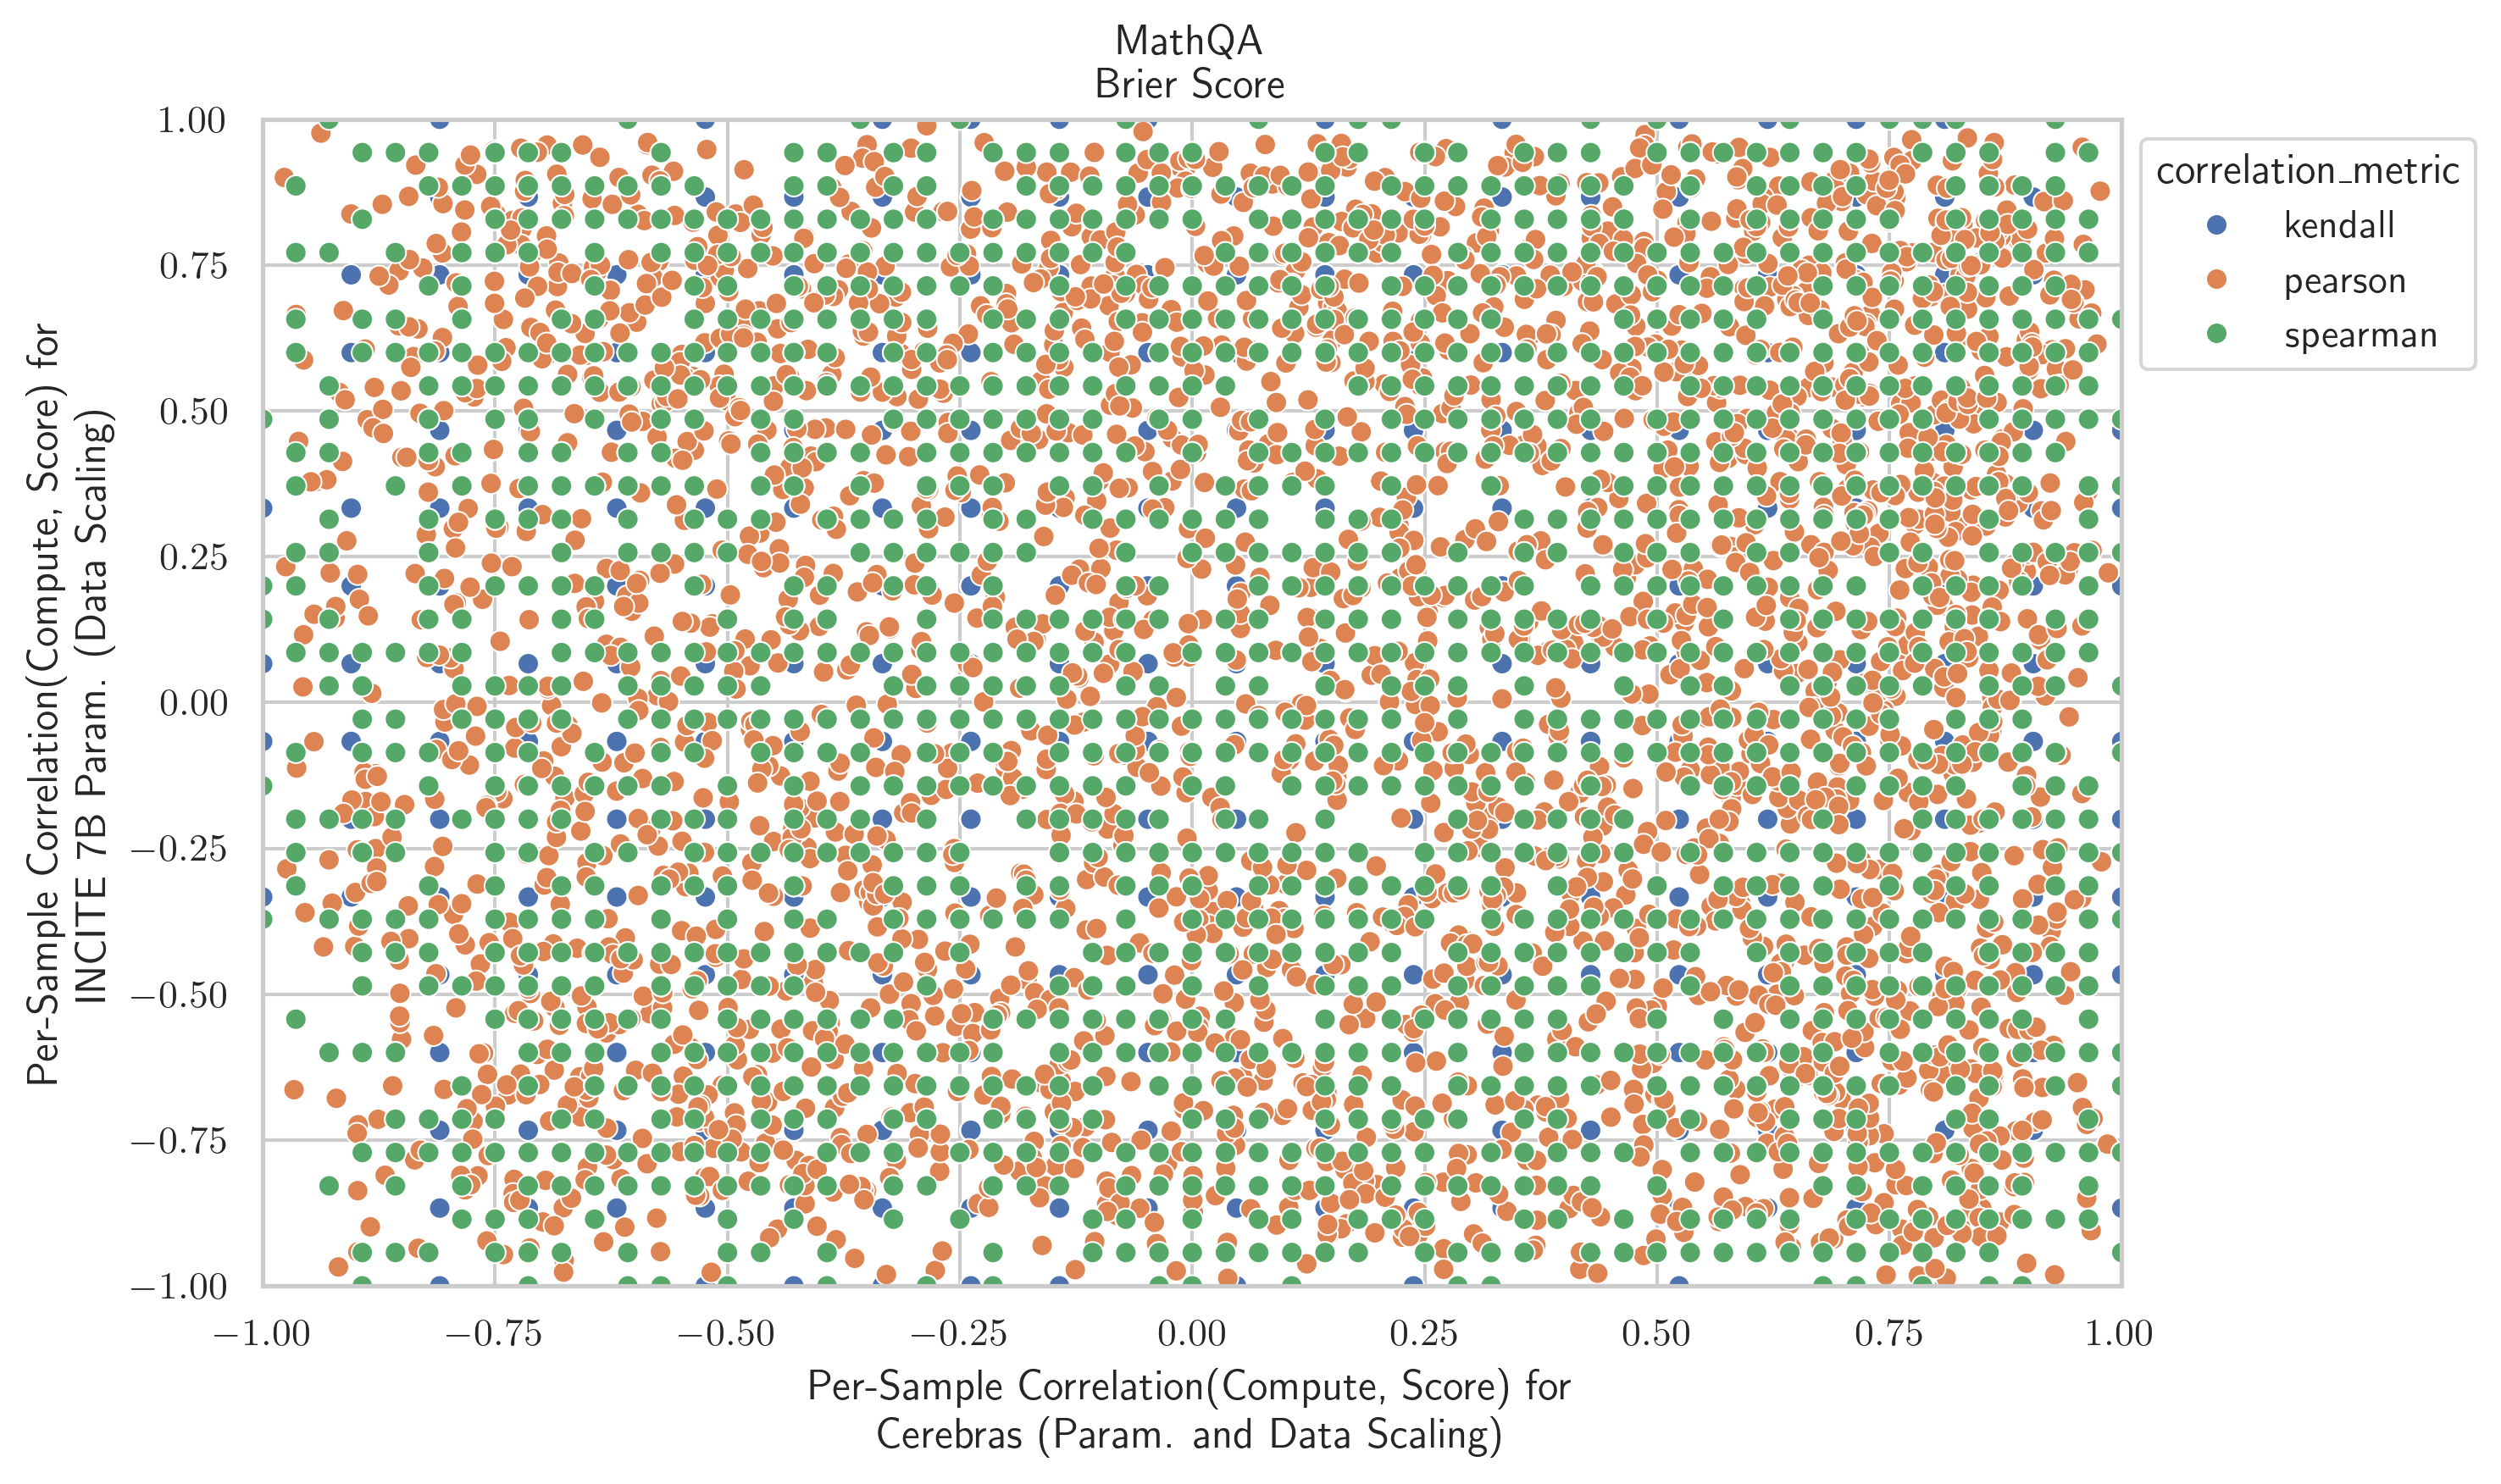 MathQA
Brier Score
1.00
0.75
0.50
0.25
0.00
−0.25
−0.50
−0.75
−1.00
Per-Sample Correlation(Compute, Score) for
INCITE 7B Param. (Data Scaling)
correlation_metric
kendall
pearson
spearman
−1.00 −0.75 −0.50 −0.25 0.00 0.25 0.50 0.75 1.00
Per-Sample Correlation(Compute, Score) for
Cerebras (Param. and Data Scaling)